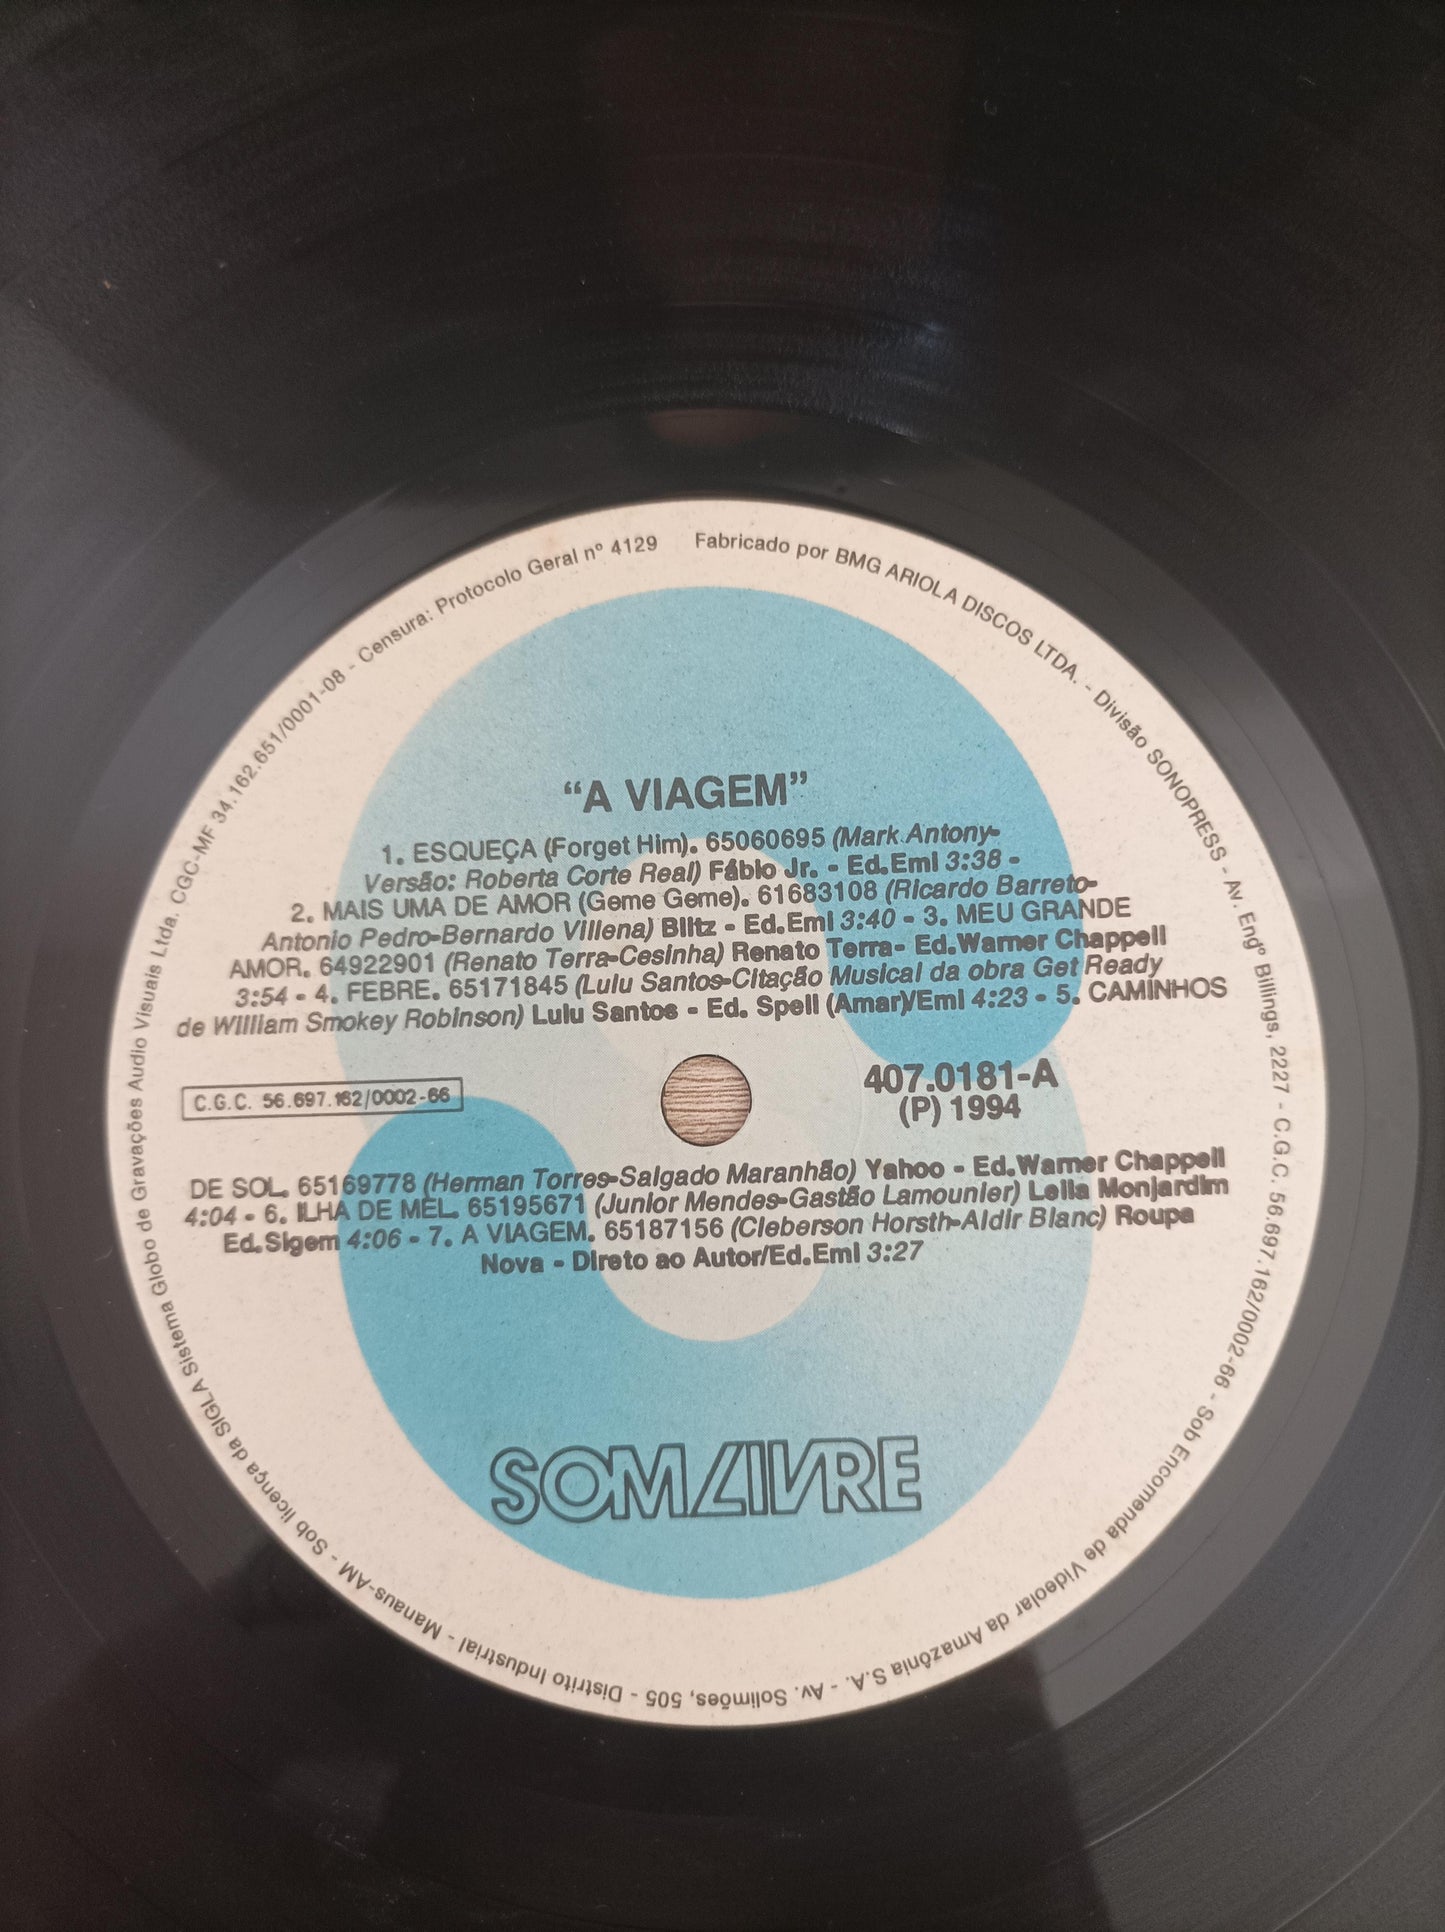 Sob licença da SIGLA Sistema Globo de Gravações Audio Visuais Ltda. CGC-MF 34.162.651/0001-08 - Censura: Protocolo Geral nº 4129
Fabricado por BMG ARIOLA DISCOS LTDA. - Divisão SONOPRESS - Av. Engº Billings, 2227 - C.G.C. 56.697.162/0002-66 - Sob Encomenda de Videolar da Amazônia S.A. - Av. Solimões, 505 - Distrito Industrial - Manaus-AM -
“A VIAGEM”
1. ESQUEÇA (Forget Him). 65060695 (Mark Antony-
Versão: Roberta Corte Real) Fábio Jr. - Ed.Emi 3:38 -
2. MAIS UMA DE AMOR (Geme Geme). 61683108 (Ricardo Barreto-
Antonio Pedro-Bernardo Villena) Blitz - Ed.Emi 3:40 - 3. MEU GRANDE
AMOR. 64922901 (Renato Terra-Cesinha) Renato Terra- Ed.Warner Chappell
3:54 - 4. FEBRE. 65171845 (Lulu Santos-Citação Musical da obra Get Ready
de William Smokey Robinson) Lulu Santos - Ed. Spell (Amar)/Emi 4:23 - 5. CAMINHOS
C.G.C. 56.697.162/0002-66
407.0181-A
(P) 1994
DE SOL. 65169778 (Herman Torres-Salgado Maranhão) Yahoo - Ed.Warner Chappell
4:04 - 6. ILHA DE MEL. 65195671 (Junior Mendes-Gastão Lamounier) Leila Monjardim
Ed.Sigem 4:06 - 7. A VIAGEM. 65187156 (Cleberson Horsth-Aldir Blanc) Roupa
Nova - Direto ao Autor/Ed.Emi 3:27
SOM LIVRE